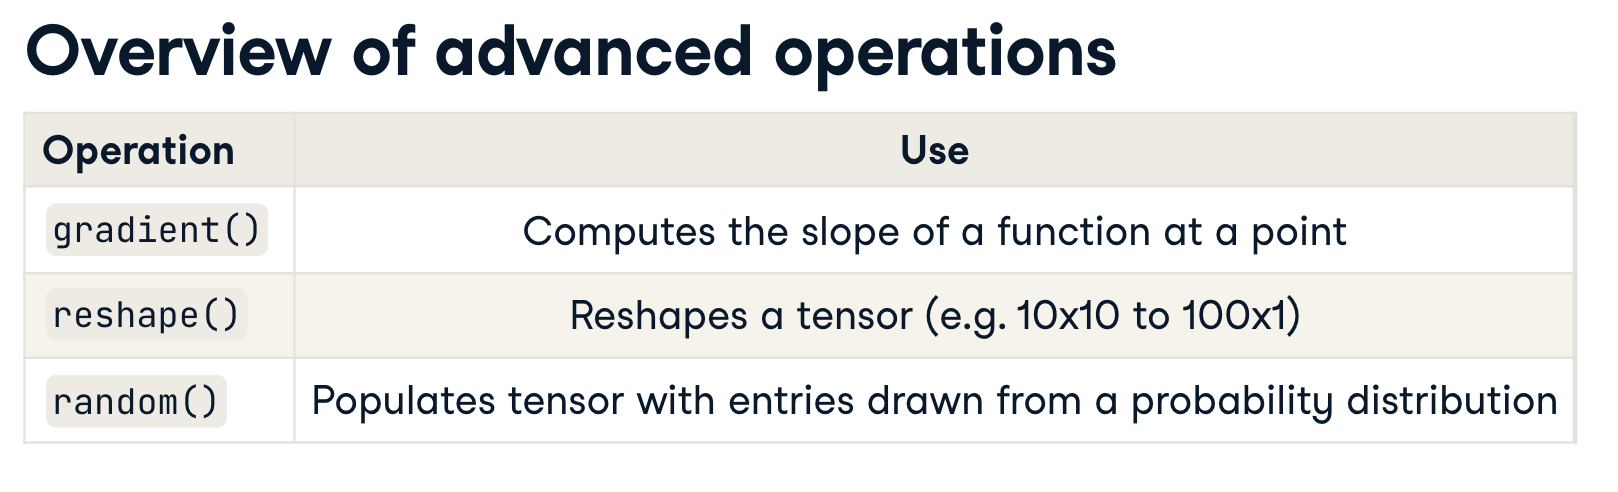 Overview of advanced operations
Operation Use
gradient() Computes the slope of a function at a point
reshape() Reshapes a tensor (e.g. 10x10 to 100x1)
random() Populates tensor with entries drawn from a probability distribution